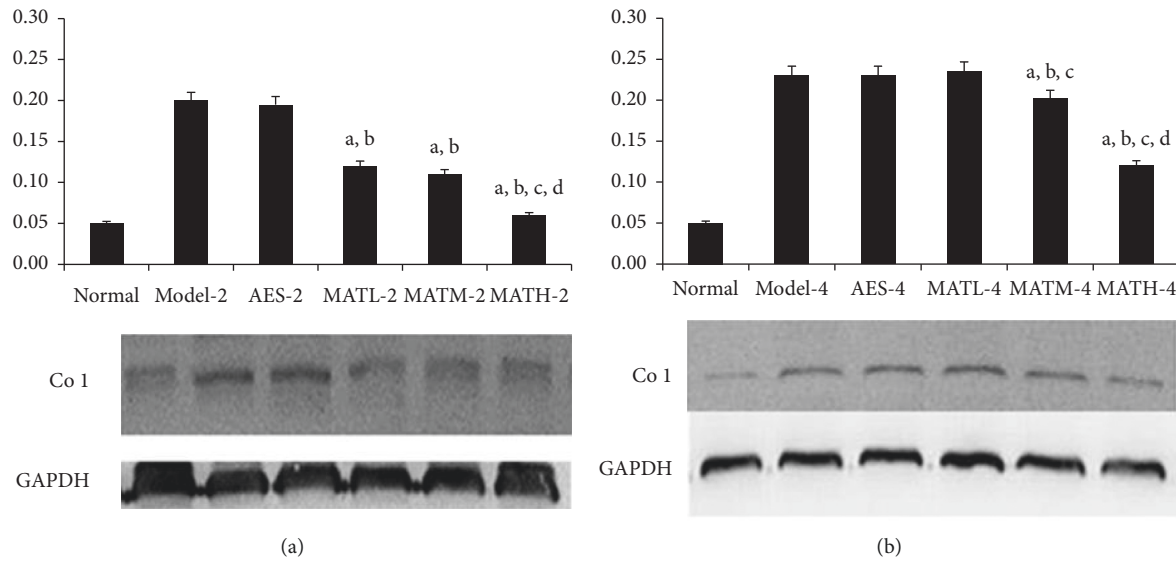 0.30
0.25
0.20
0.15
0.10
0.05
0.00
a, b
a, b
a, b, c, d
Normal Model-2 AES-2 MATL-2 MATM-2 MATH-2
Co 1
GAPDH
(a)
0.30
0.25
0.20
0.15
0.10
0.05
0.00
a, b, c
a, b, c, d
Normal Model-4 AES-4 MATL-4 MATM-4 MATH-4
Co 1
GAPDH
(b)